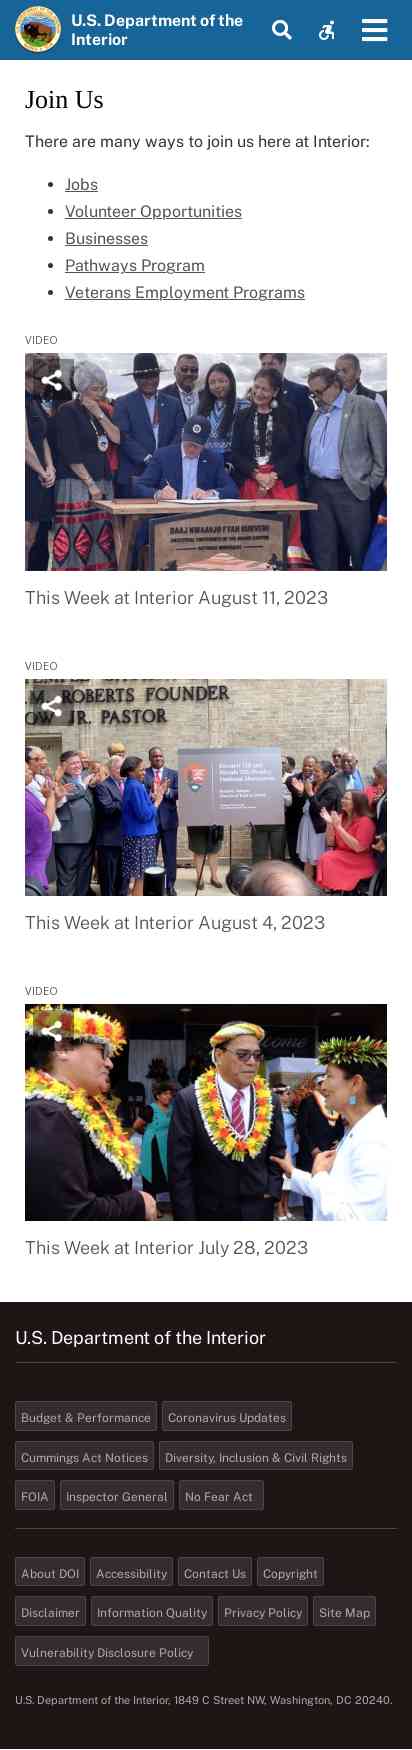 U.S. Department of the
Interior
Join Us
There are many ways to join us here at Interior:
Jobs
Volunteer Opportunities
Businesses
Pathways Program
Veterans Employment Programs
VIDEO
BAAJ NWAAVJO I'TAH KUKVENI
This Week at Interior August 11, 2023
VIDEO
ROBERTS FOUNDER
JR. PASTOR
This Week at Interior August 4, 2023
VIDEO
This Week at Interior July 28, 2023
U.S. Department of the Interior
Budget & Performance
Coronavirus Updates
Cummings Act Notices
Diversity, Inclusion & Civil Rights
FOIA
Inspector General
No Fear Act
About DOI
Accessibility
Contact Us
Copyright
Disclaimer
Information Quality
Privacy Policy
Site Map
Vulnerability Disclosure Policy
U.S. Department of the Interior, 1849 C Street NW, Washington, DC 20240.